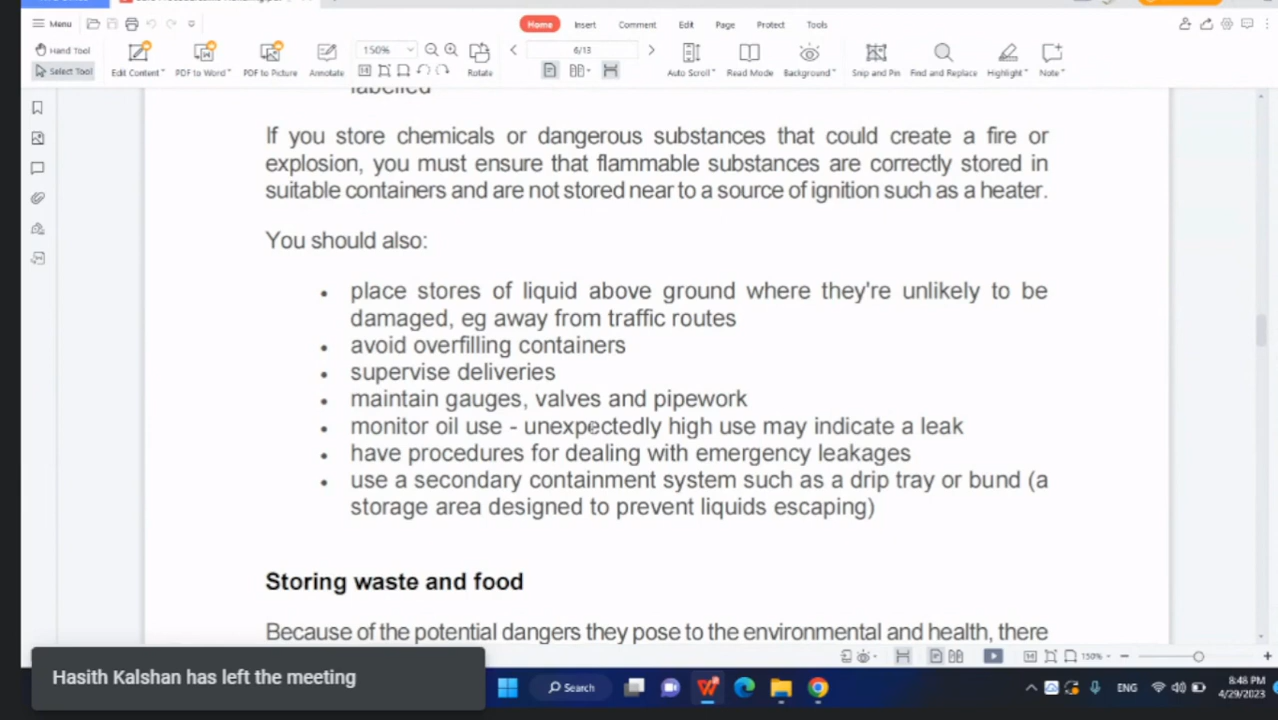 Menu
Home
Insert
Comment
Edit
Page
Protect
Tools
Hand Tool
Select Tool
Edit Content
PDF to Word
PDF to Picture
Annotate
150%
Rotate
6/13
Auto Scroll
Read Mode
Background
Snip and Pin
Find and Replace
Highlight
Note
labelled
If you store chemicals or dangerous substances that could create a fire or
explosion, you must ensure that flammable substances are correctly stored in
suitable containers and are not stored near to a source of ignition such as a heater.
You should also:
• place stores of liquid above ground where they're unlikely to be
damaged, eg away from traffic routes
• avoid overfilling containers
• supervise deliveries
• maintain gauges, valves and pipework
• monitor oil use - unexpectedly high use may indicate a leak
• have procedures for dealing with emergency leakages
• use a secondary containment system such as a drip tray or bund (a
storage area designed to prevent liquids escaping)
Storing waste and food
Because of the potential dangers they pose to the environmental and health, there
150%
Hasith Kalshan has left the meeting
Search
ENG
8:48 PM
4/29/2023